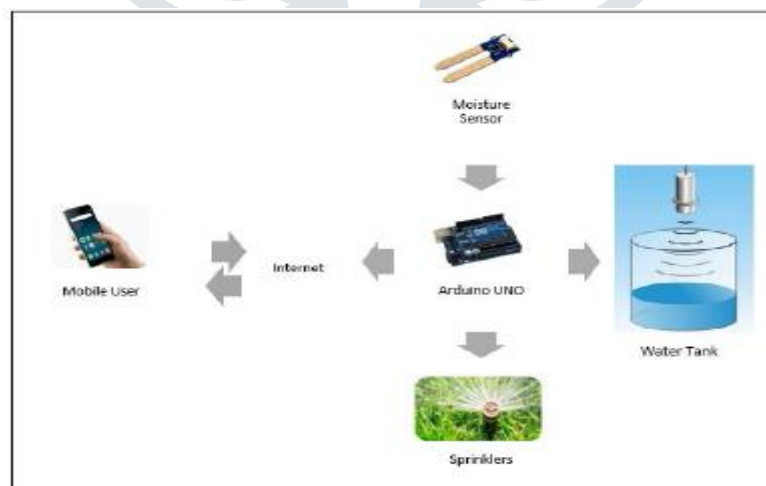 Moisture
Sensor
Mobile User
Internet
Arduino UNO
Water Tank
Sprinklers